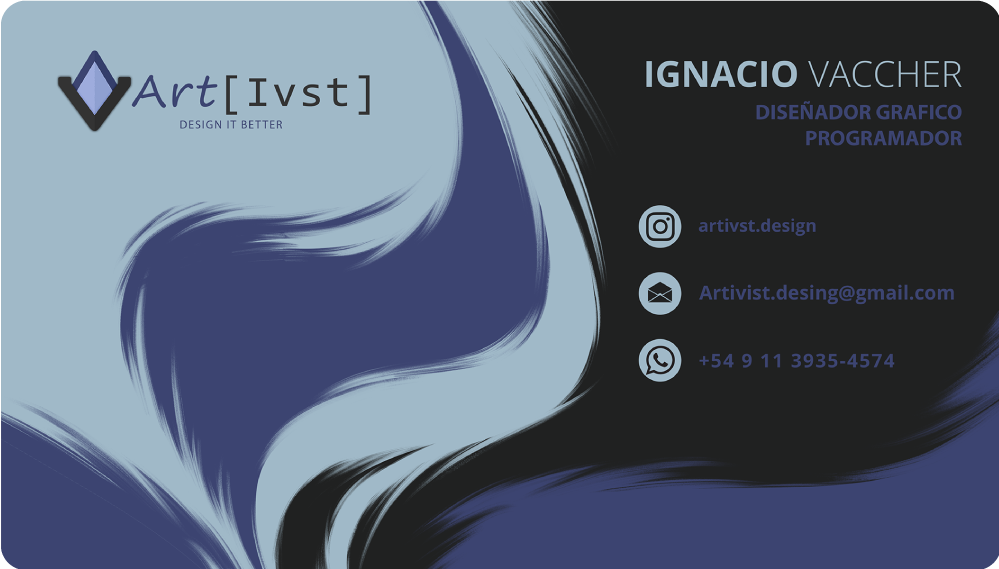 Art[Ivst]
DESIGN IT BETTER
IGNACIO VACCHER
DISEÑADOR GRAFICO
PROGRAMADOR
artivst.design
Artivist.desing@gmail.com
+54 9 11 3935-4574